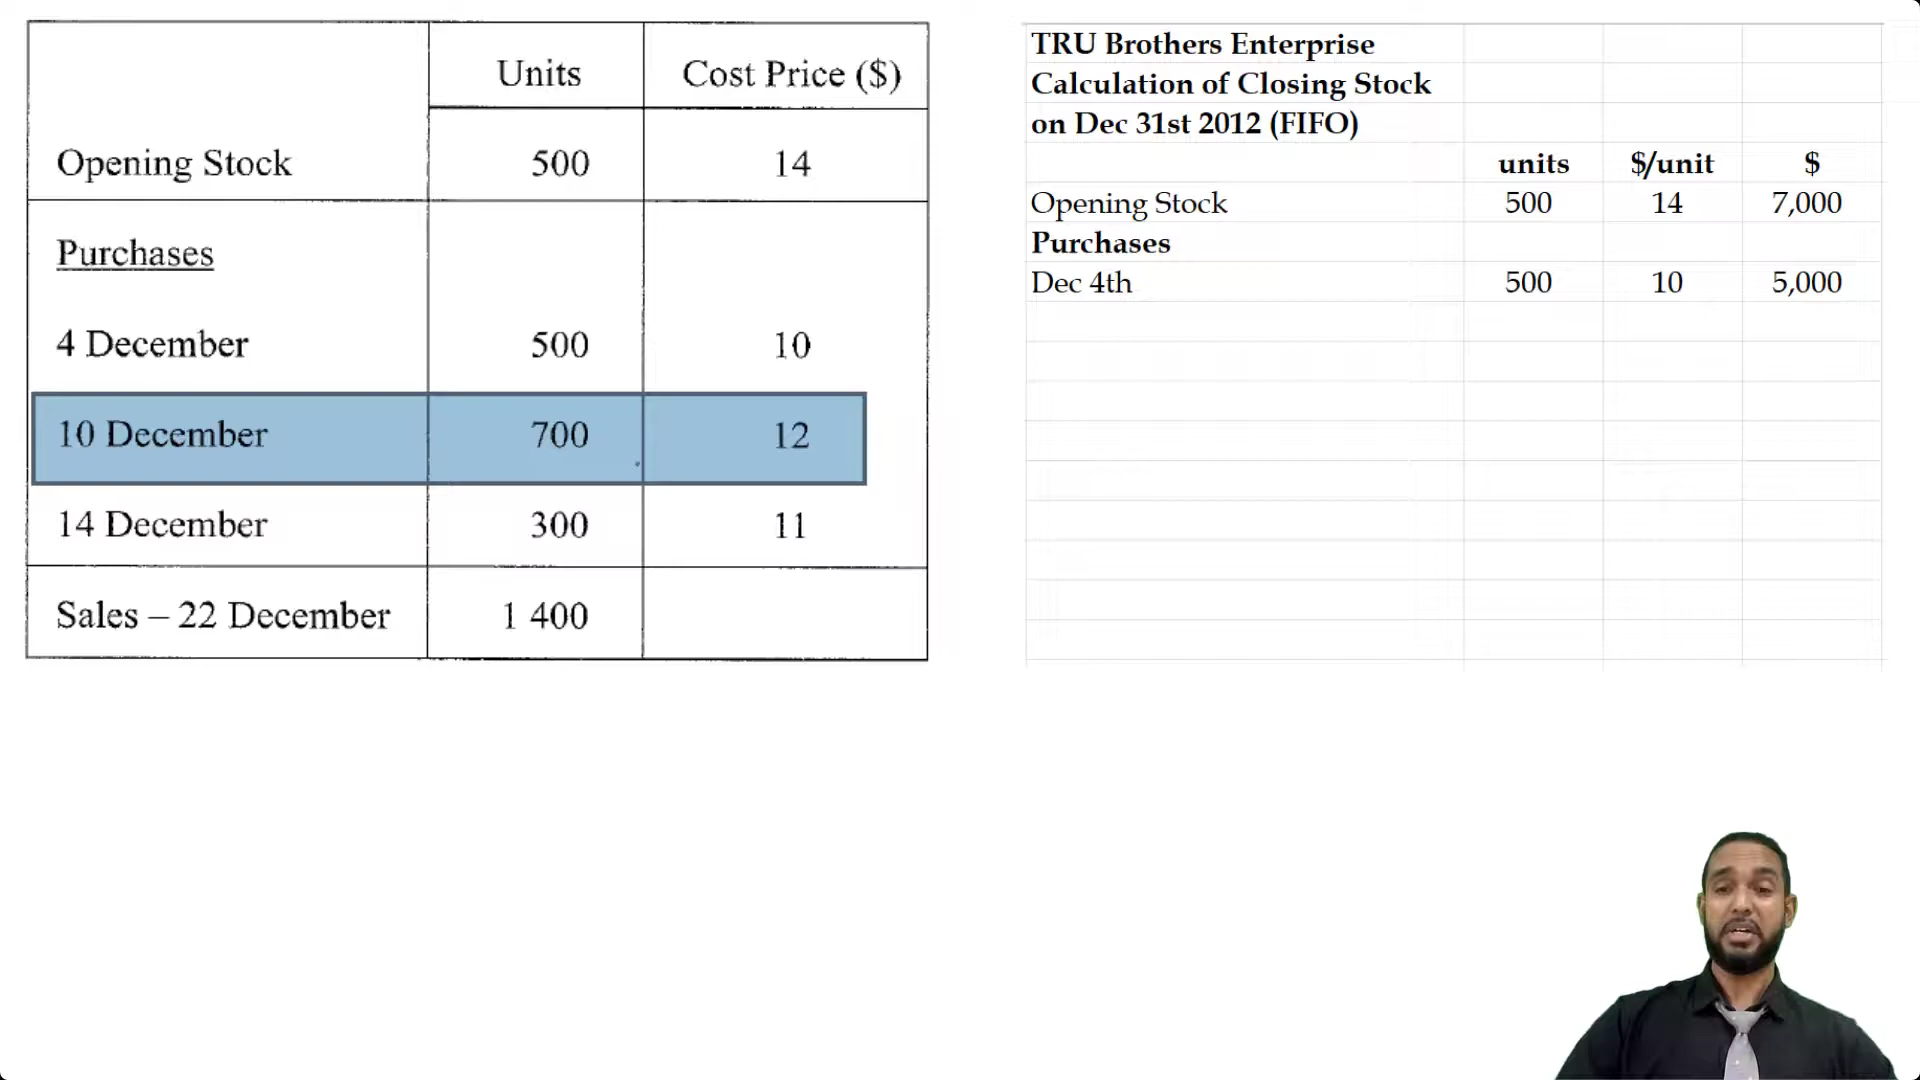 Units Cost Price ($)
Opening Stock 500 14
Purchases
4 December 500 10
10 December 700 12
14 December 300 11
Sales – 22 December 1 400
TRU Brothers Enterprise
Calculation of Closing Stock
on Dec 31st 2012 (FIFO)
units $/unit $
Opening Stock 500 14 7,000
Purchases
Dec 4th 500 10 5,000